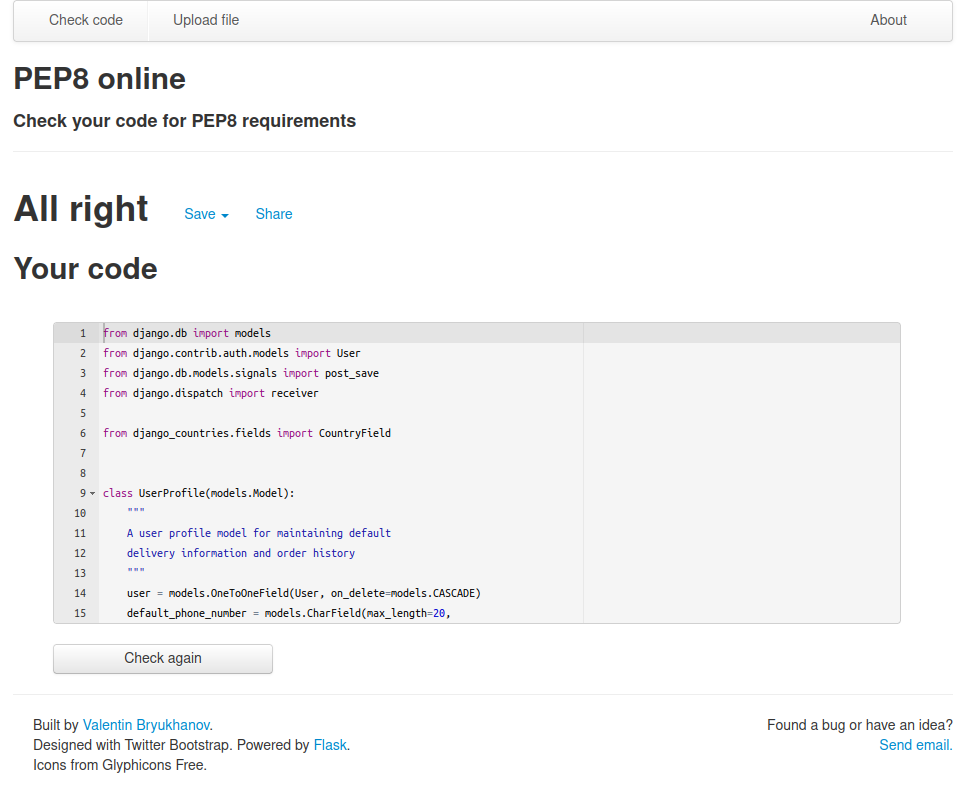 Check code Upload file About
PEP8 online
Check your code for PEP8 requirements
All right Save Share
Your code
1 from django.db import models
2 from django.contrib.auth.models import User
3 from django.db.models.signals import post_save
4 from django.dispatch import receiver
5
6 from django_countries.fields import CountryField
7
8
9 class UserProfile(models.Model):
10 """
11 A user profile model for maintaining default
12 delivery information and order history
13 """
14 user = models.OneToOneField(User, on_delete=models.CASCADE)
15 default_phone_number = models.CharField(max_length=20,
Check again
Built by Valentin Bryukhanov. Found a bug or have an idea?
Designed with Twitter Bootstrap. Powered by Flask. Send email.
Icons from Glyphicons Free.